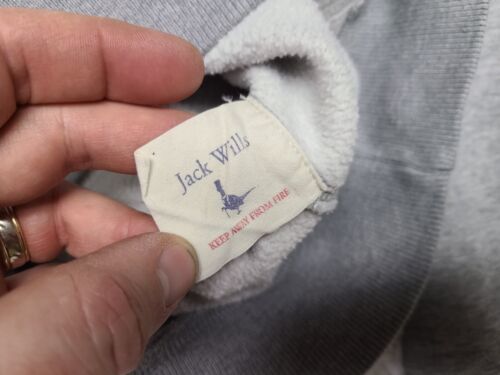 Jack Wills
KEEP AWAY FROM FIRE